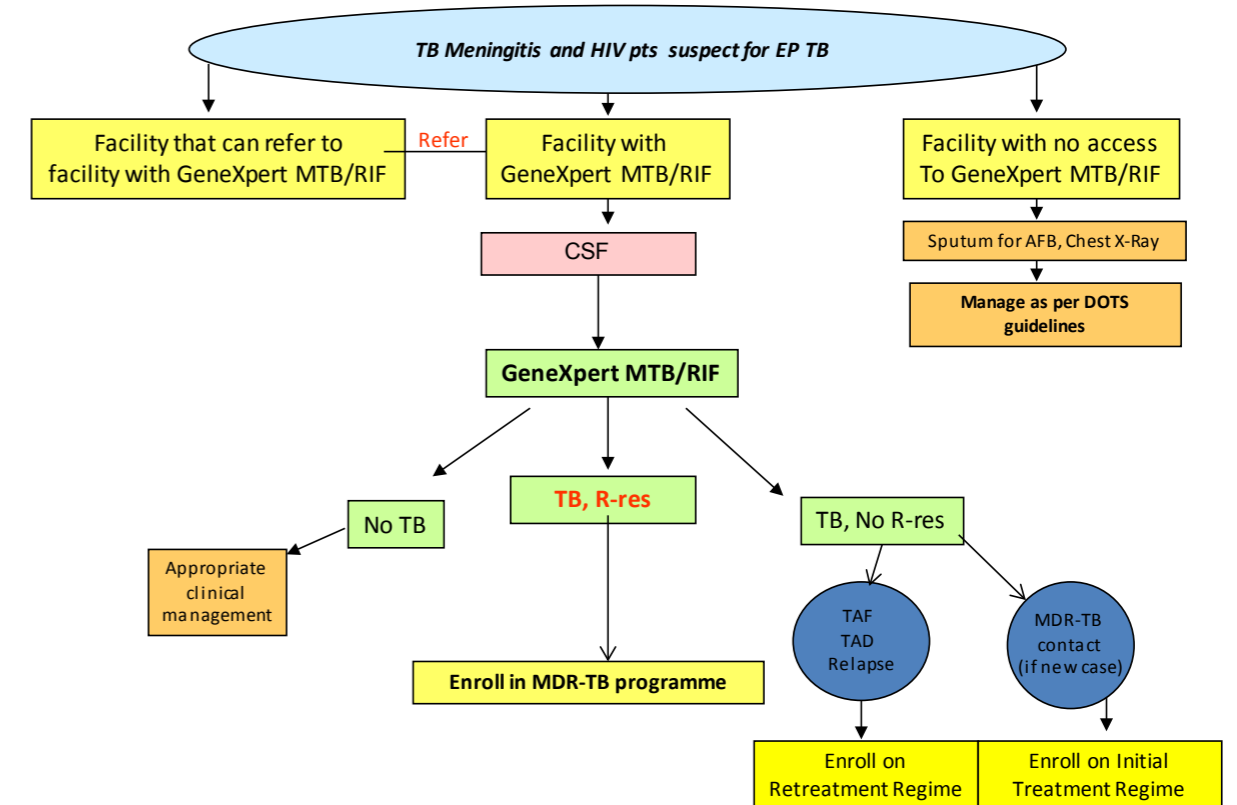 TB Meningitis and HIV pts suspect for EP TB
Facility that can refer to
facility with GeneXpert MTB/RIF
Refer
Facility with
GeneXpert MTB/RIF
Facility with no access
To GeneXpert MTB/RIF
CSF
Sputum for AFB, Chest X-Ray
Manage as per DOTS
guidelines
GeneXpert MTB/RIF
No TB
TB, R-res
TB, No R-res
Appropriate
clinical
management
TAF
TAD
Relapse
MDR-TB
contact
(if new case)
Enroll in MDR-TB programme
Enroll on
Retreatment Regime
Enroll on Initial
Treatment Regime